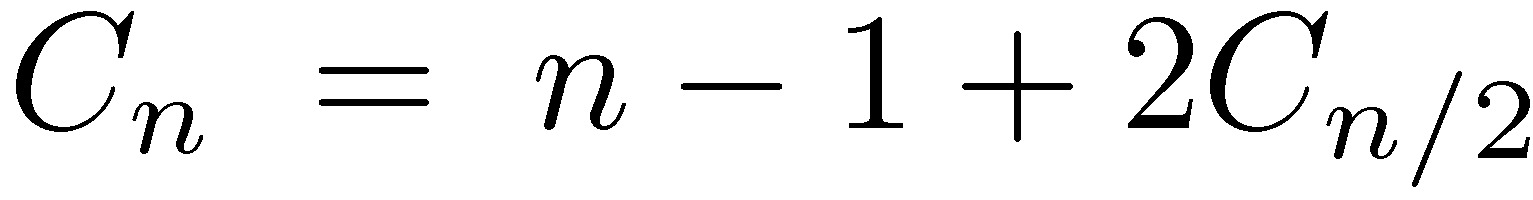 C_n = n − 1 + 2C_{n/2}